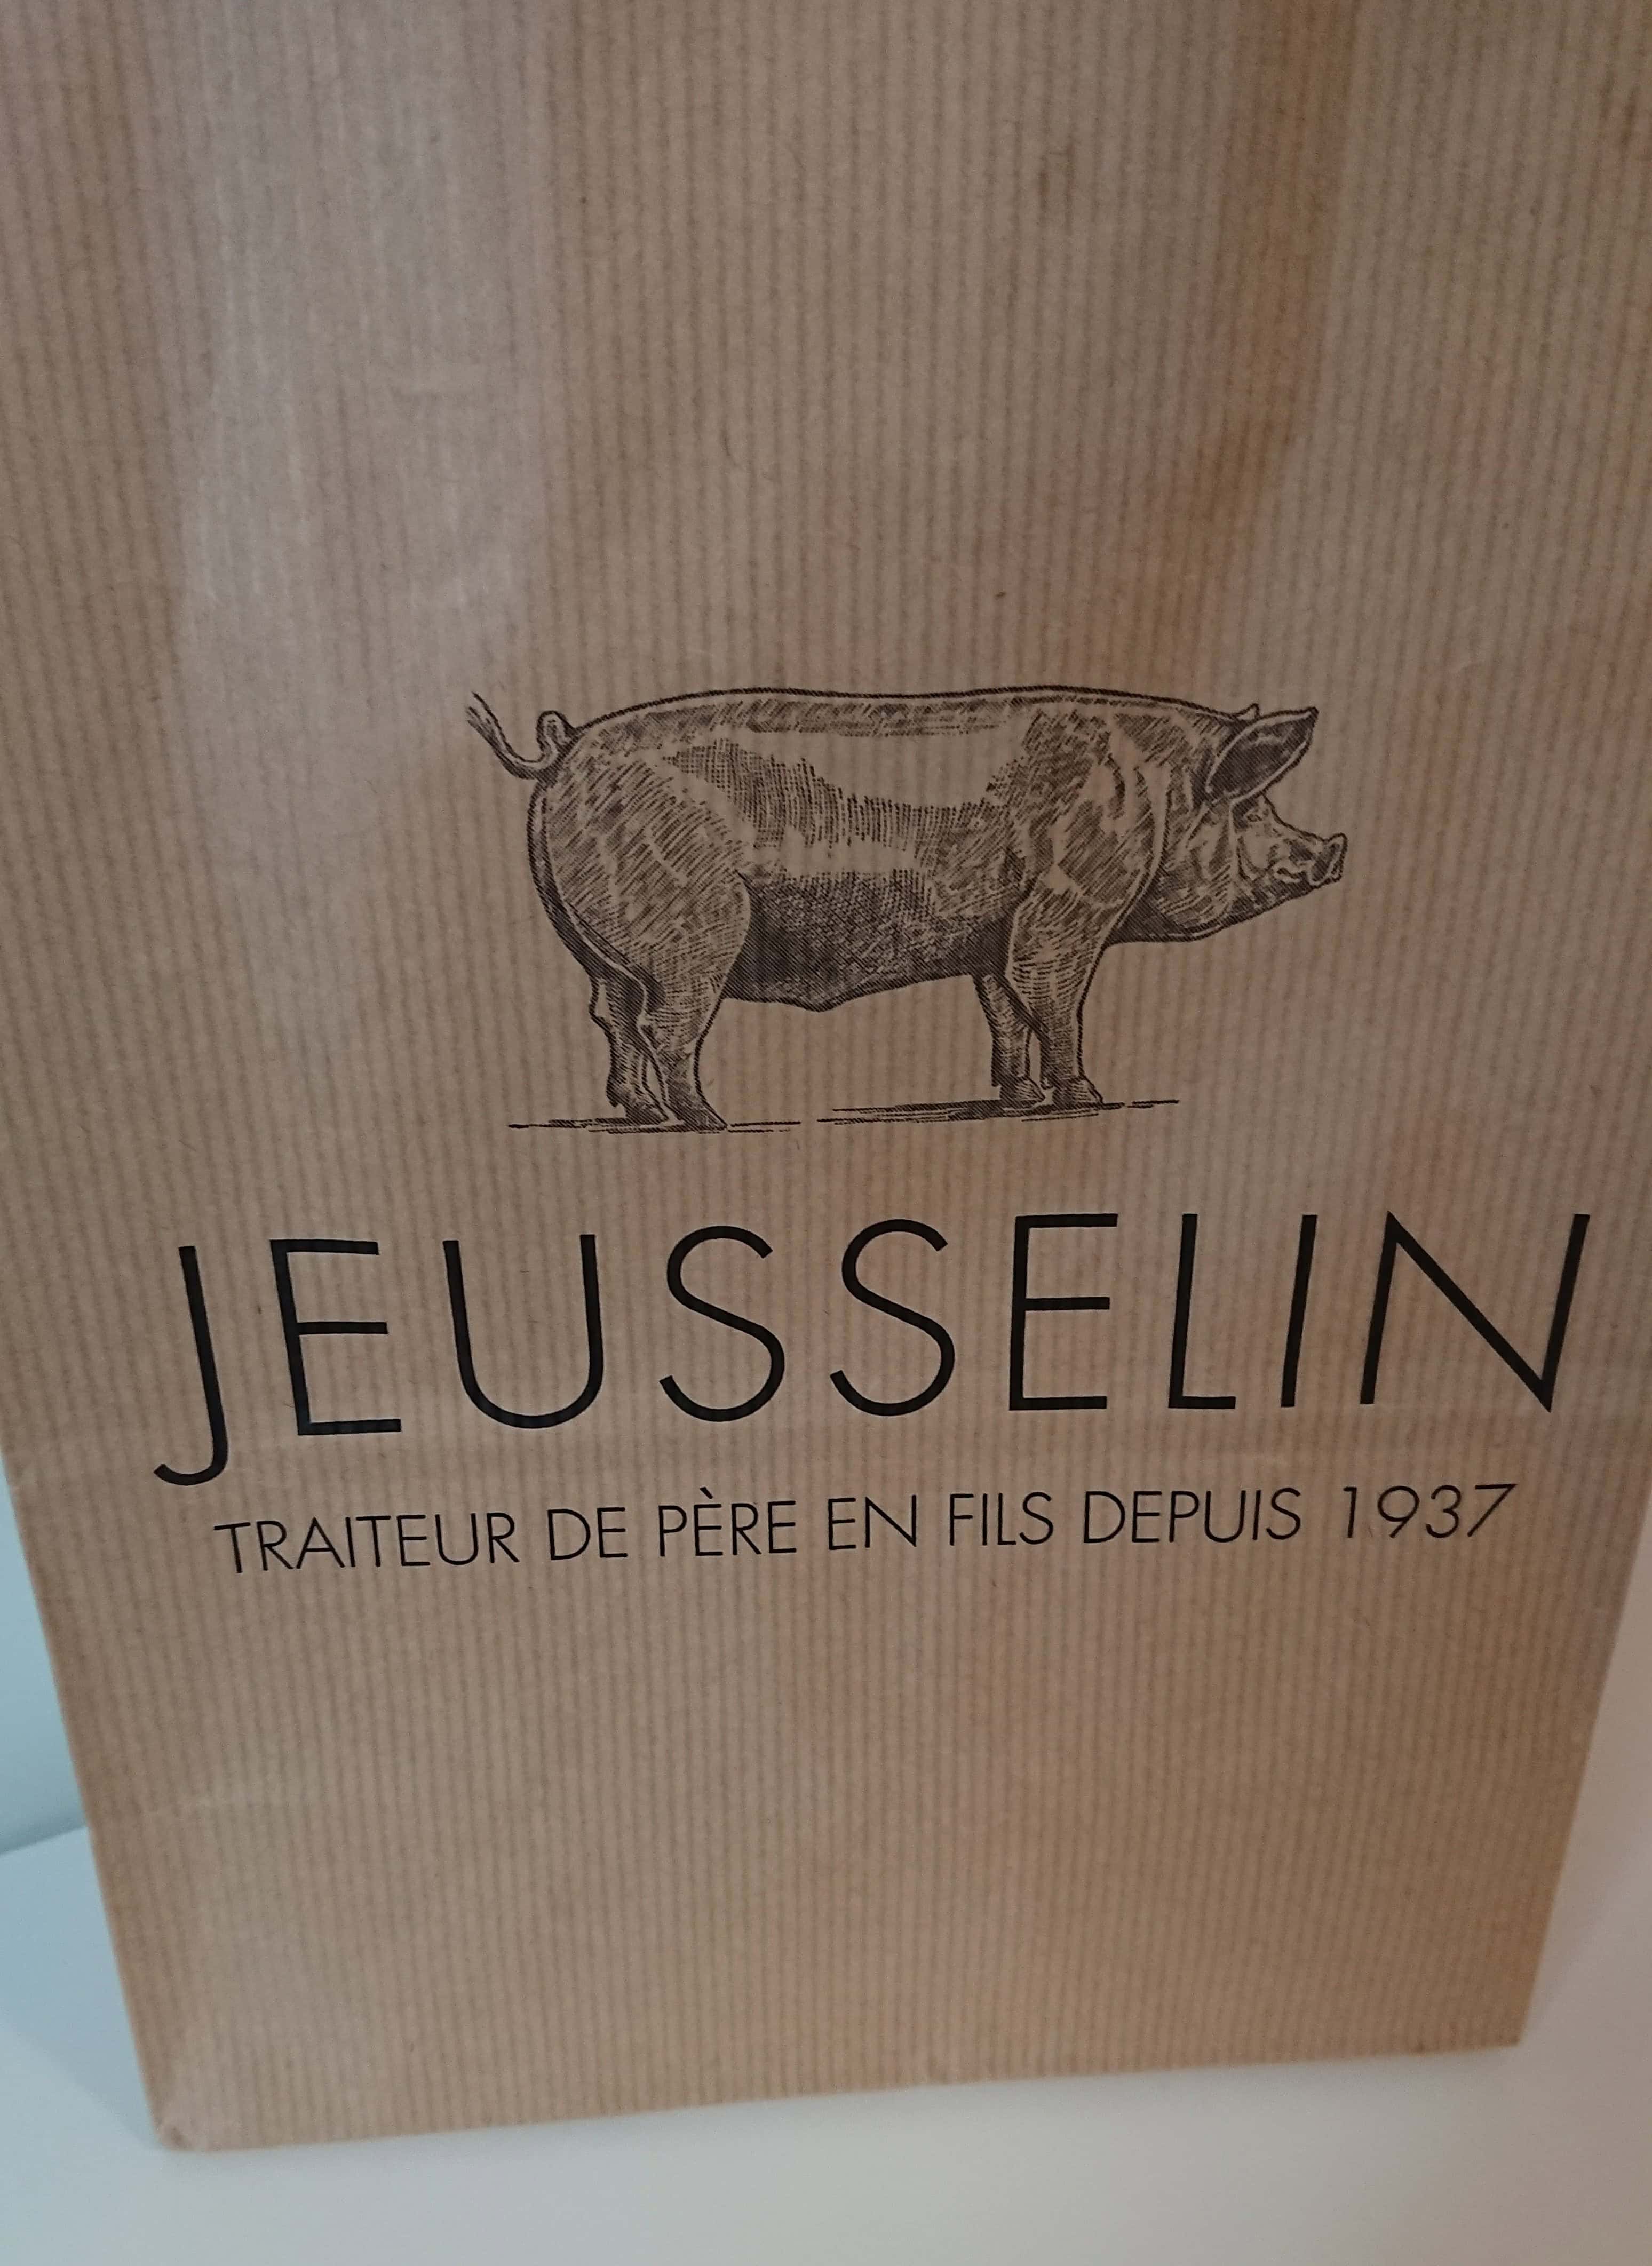 JEUSSELIN
TRAITEUR DE PÈRE EN FILS DEPUIS 1937